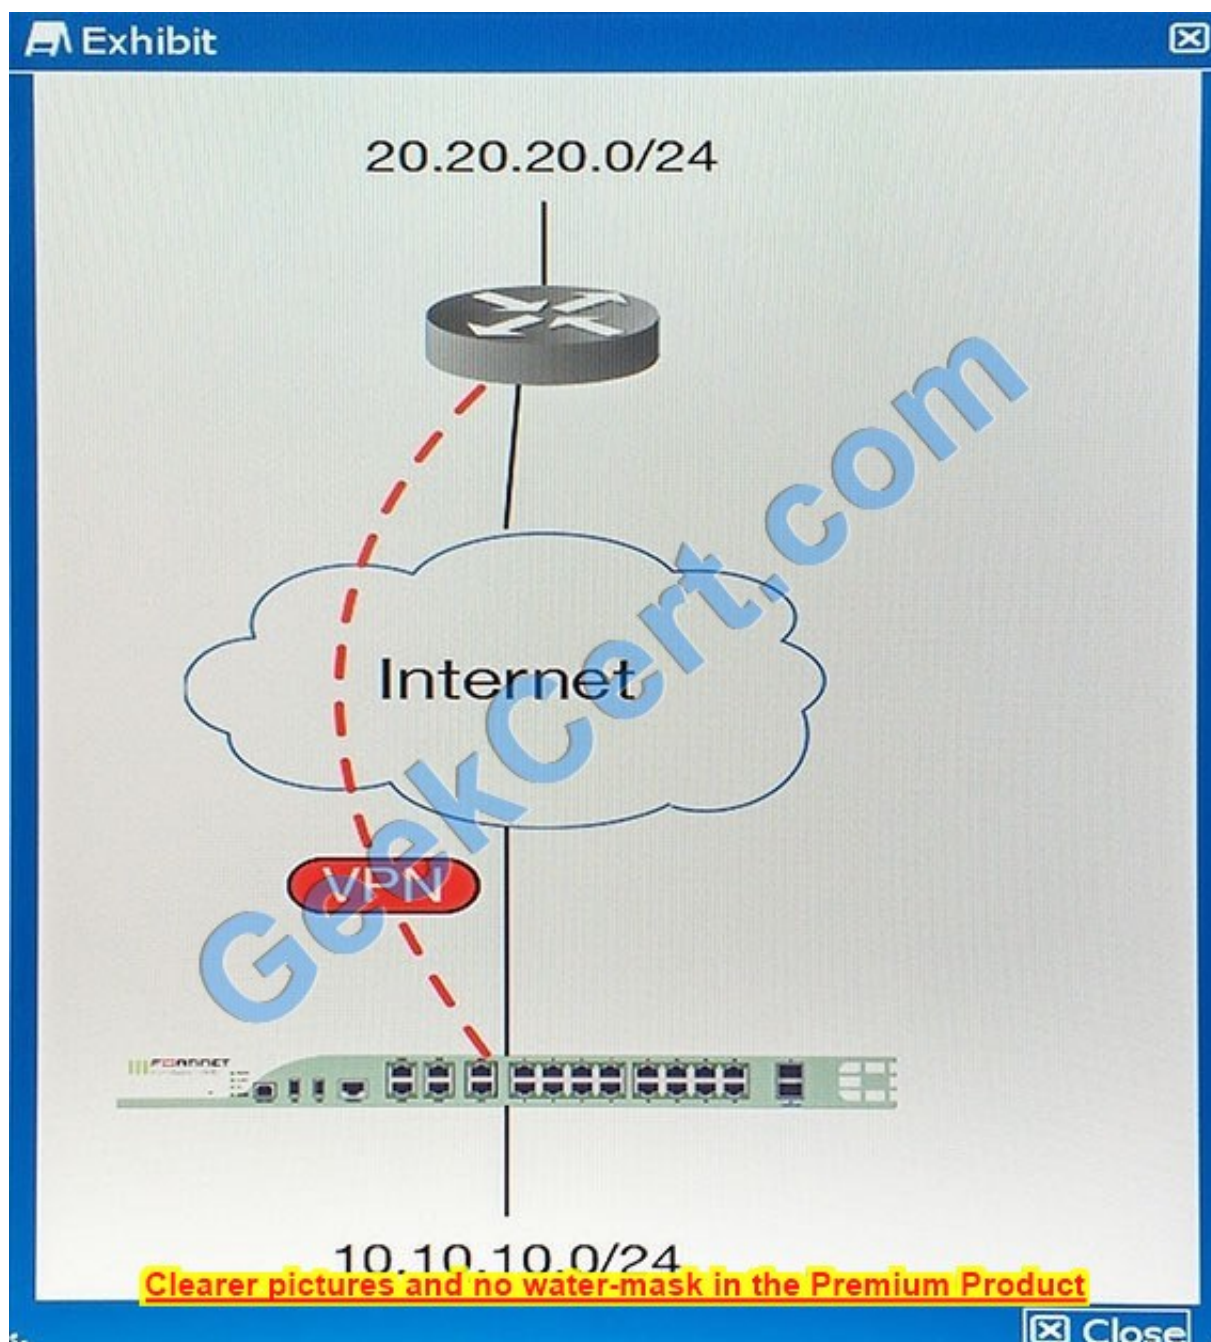 Exhibit
20.20.20.0/24
GeekCert.com
Internet
VPN
FORTINET
10.10.10.0/24
Clearer pictures and no water-mask in the Premium Product
Close